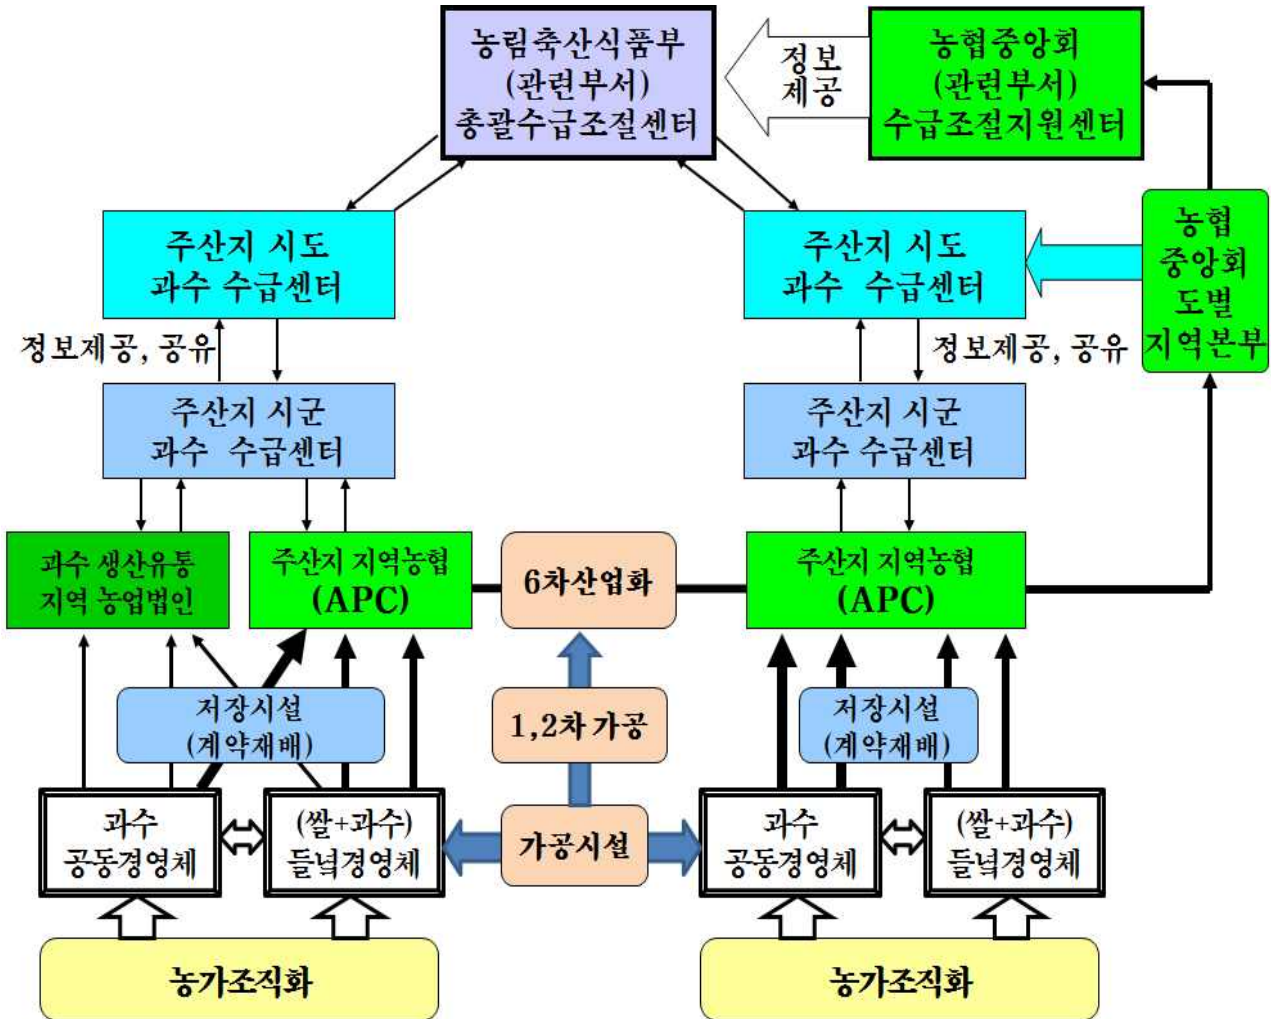 농림축산식품부
(관련부서)
총괄수급조절센터
정보
제공
농협중앙회
(관련부서)
수급조절지원센터
주산지 시도
과수 수급센터
주산지 시도
과수 수급센터
농협
중앙회
도별
지역본부
정보제공, 공유
정보제공, 공유
주산지 시군
과수 수급센터
주산지 시군
과수 수급센터
과수 생산유통
지역 농업법인
주산지 지역농협
(APC)
6차산업화
주산지 지역농협
(APC)
저장시설
(계약재배)
1,2차 가공
저장시설
(계약재배)
과수
공동경영체
(쌀+과수)
들녘경영체
가공시설
과수
공동경영체
(쌀+과수)
들녘경영체
농가조직화
농가조직화